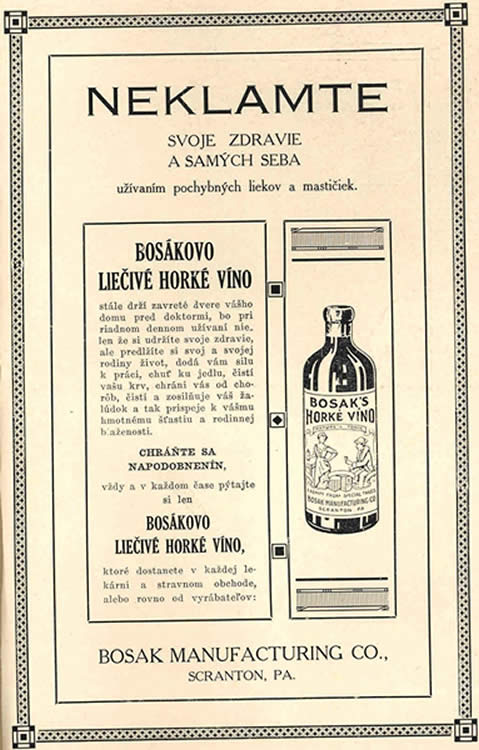 NEKLAMTE
SVOJE ZDRAVIE
A SAMÝCH SEBA
užívaním pochybných liekov a mastičiek.
BOSÁKOVO
LIEČIVÉ HORKÉ VÍNO
stále drží zavreté dvere vášho
domu pred doktormi, bo pri
riadnom dennom užívaní nie-
len že si udržíte svoje zdravie,
ale predlžíte si svoj a svojej
rodiny život, dodá vám silu
k práci, chuť ku jedlu, čistí
vašu krv, chráni vás od cho-
rôb, čistí a zosilňuje váš ža-
lúdok a tak prispeje k vášmu
hmotnému šťastiu a rodinnej
blaženosti.
CHRÁŇTE SA
NAPODOBNENÍN,
vždy a v každom čase pýtajte
si len
BOSÁKOVO
LIEČIVÉ HORKÉ VÍNO,
ktoré dostanete v každej le-
kárni a stravnom obchode,
alebo rovno od vyrábateľov:
BOSAK'S
HORKÉ VÍNO
BOSAK MANUFACTURING CO
SCRANTON PA
BOSAK MANUFACTURING CO.,
SCRANTON, PA.